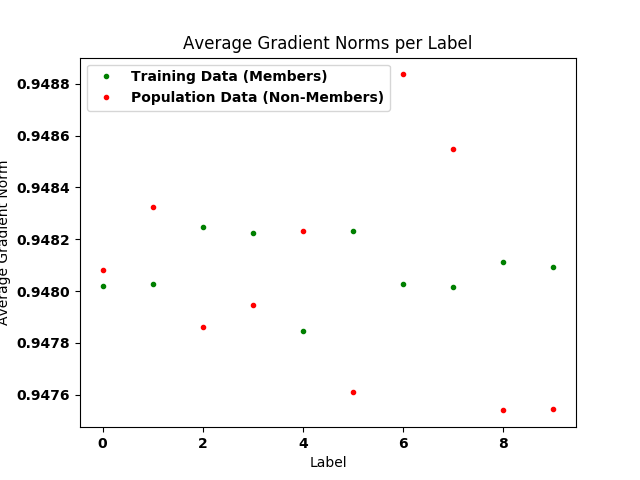 Average Gradient Norms per Label
Training Data (Members)
Population Data (Non-Members)
0.9488
0.9486
0.9484
0.9482
0.9480
0.9478
0.9476
Average Gradient Norm
0
2
4
6
8
Label